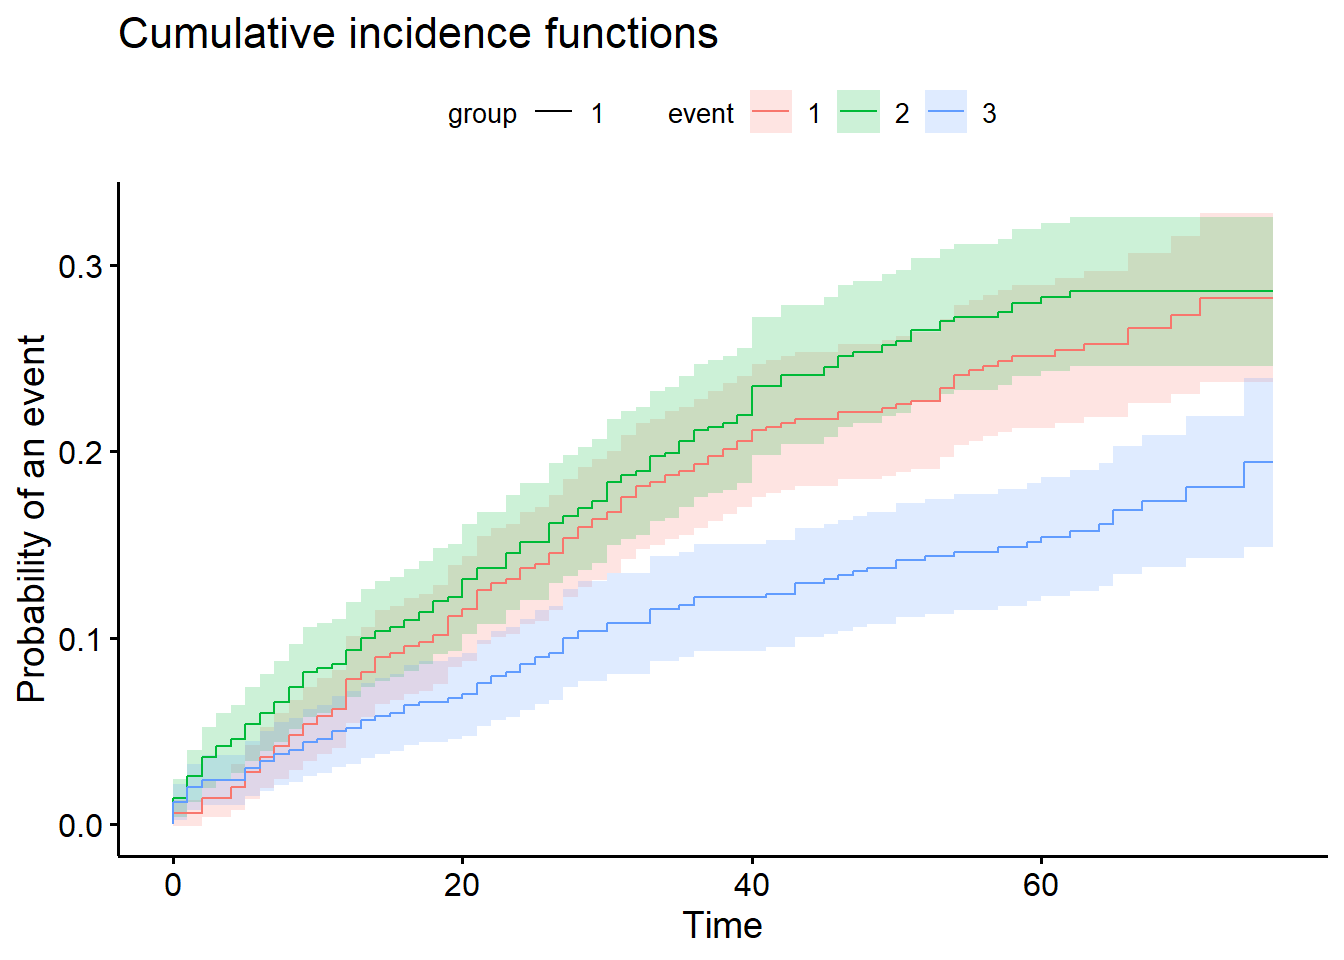 Cumulative incidence functions
group 1 event 1 2 3
Probability of an event
0.3
0.2
0.1
0.0
0 20 40 60
Time